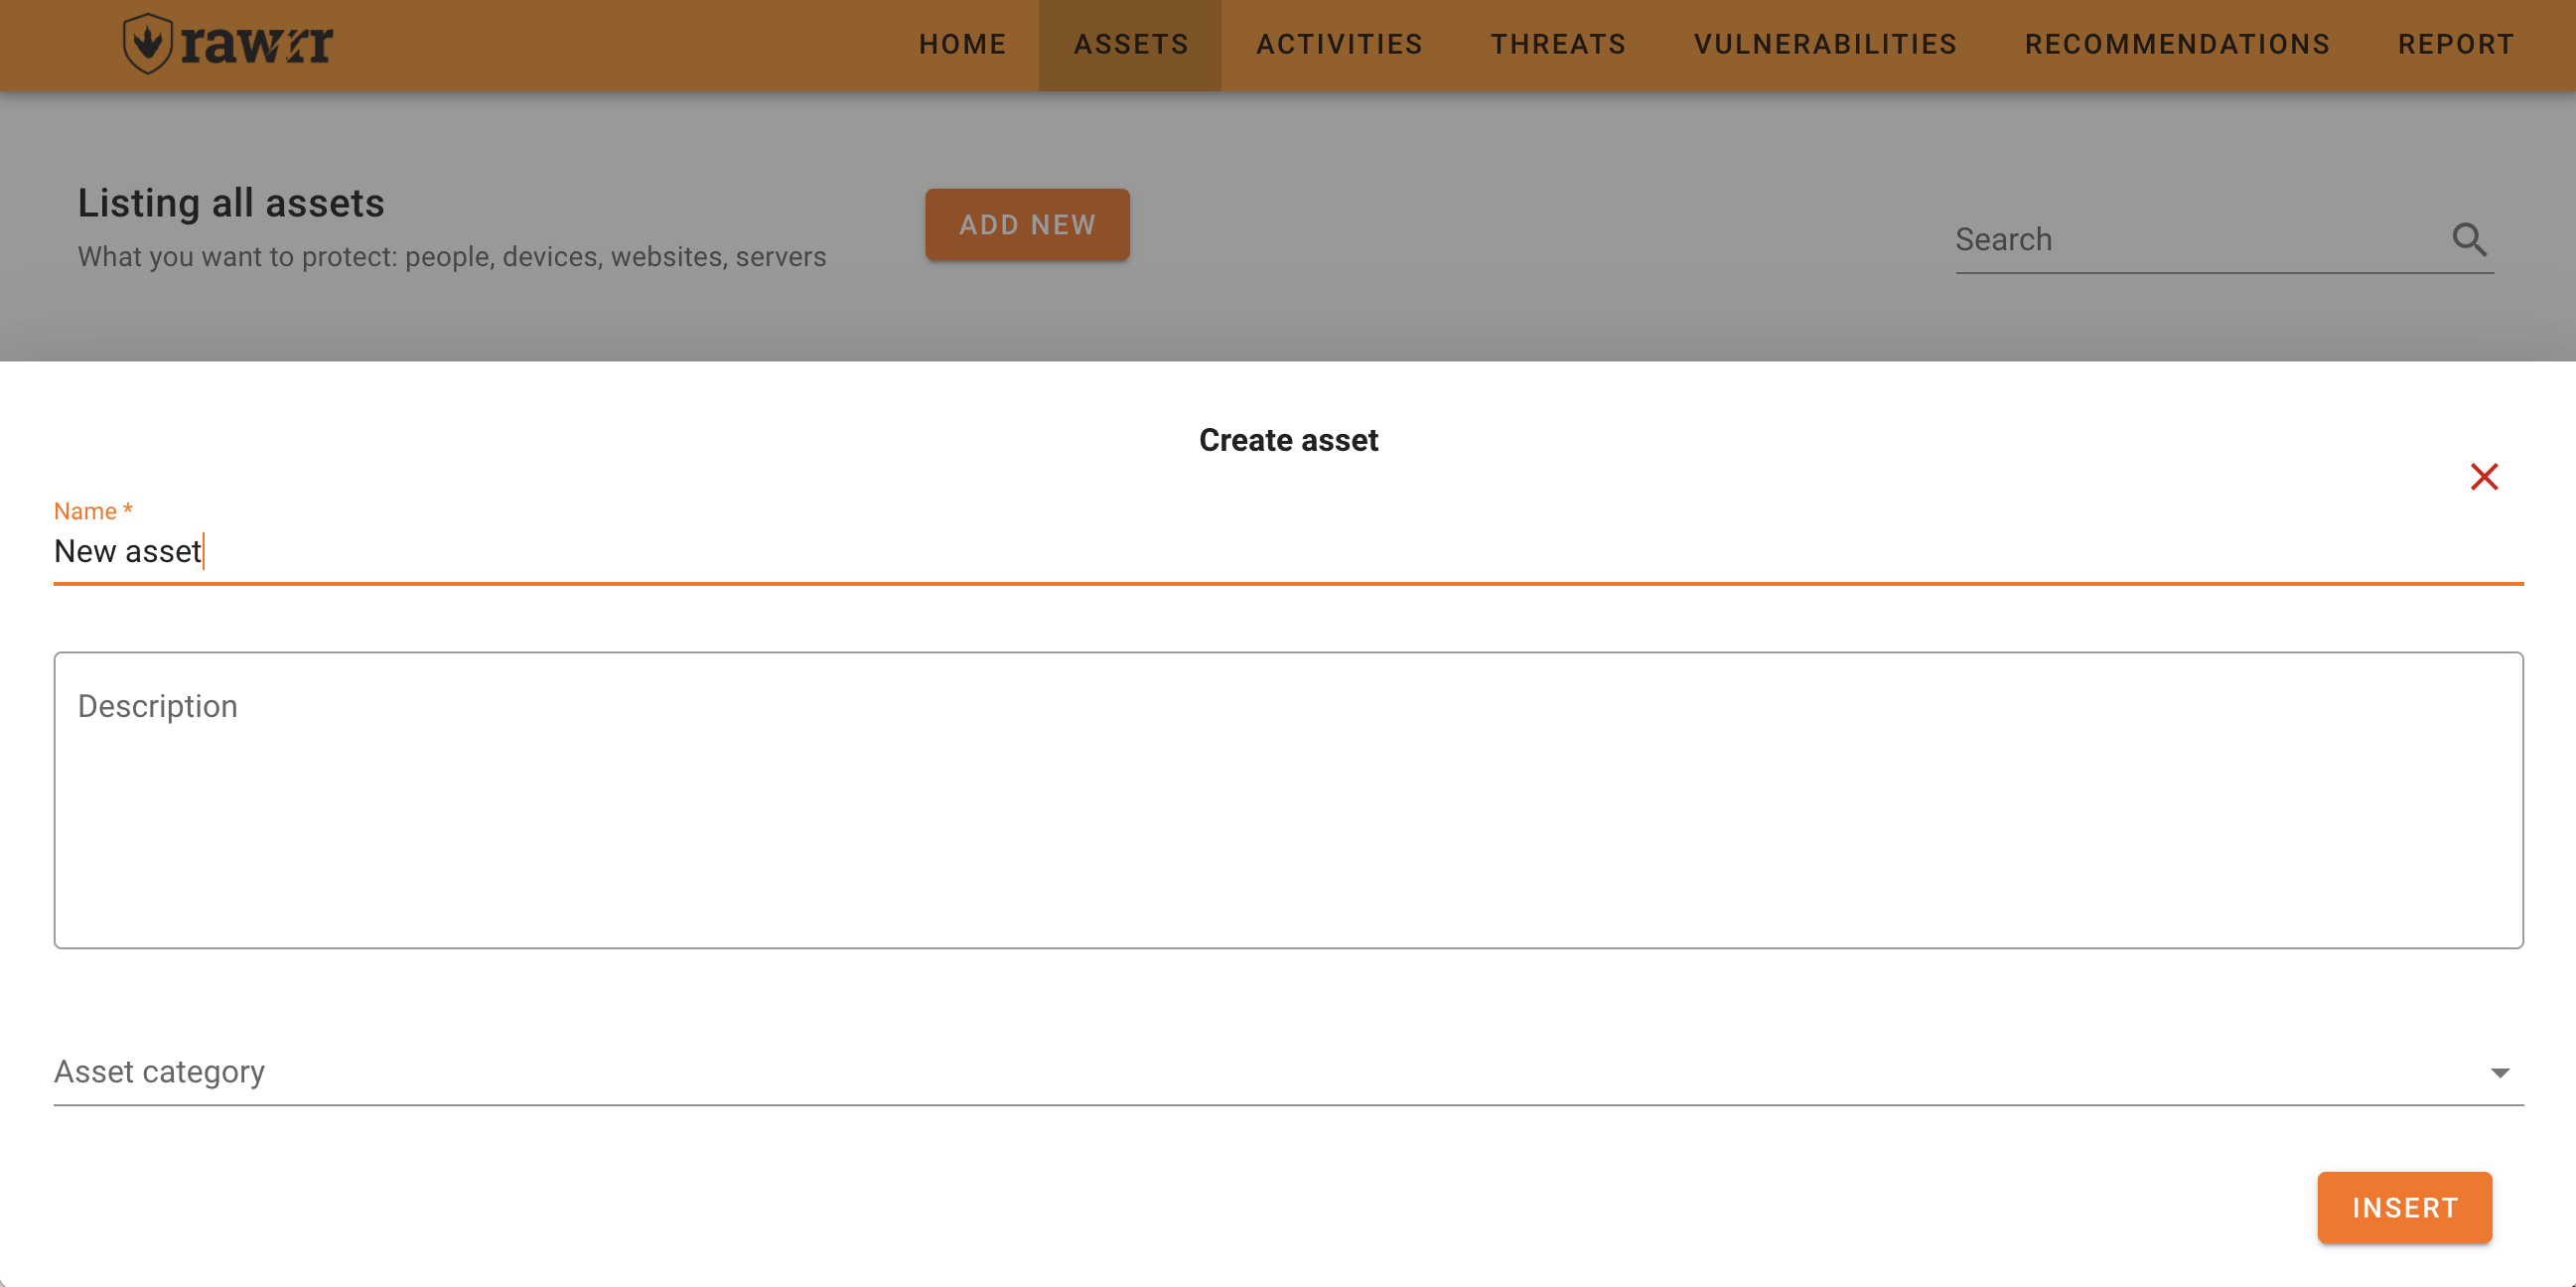 rawrr HOME ASSETS ACTIVITIES THREATS VULNERABILITIES RECOMMENDATIONS REPORT
Listing all assets
What you want to protect: people, devices, websites, servers
ADD NEW
Search
Create asset
Name *
New asset
Description
Asset category
INSERT